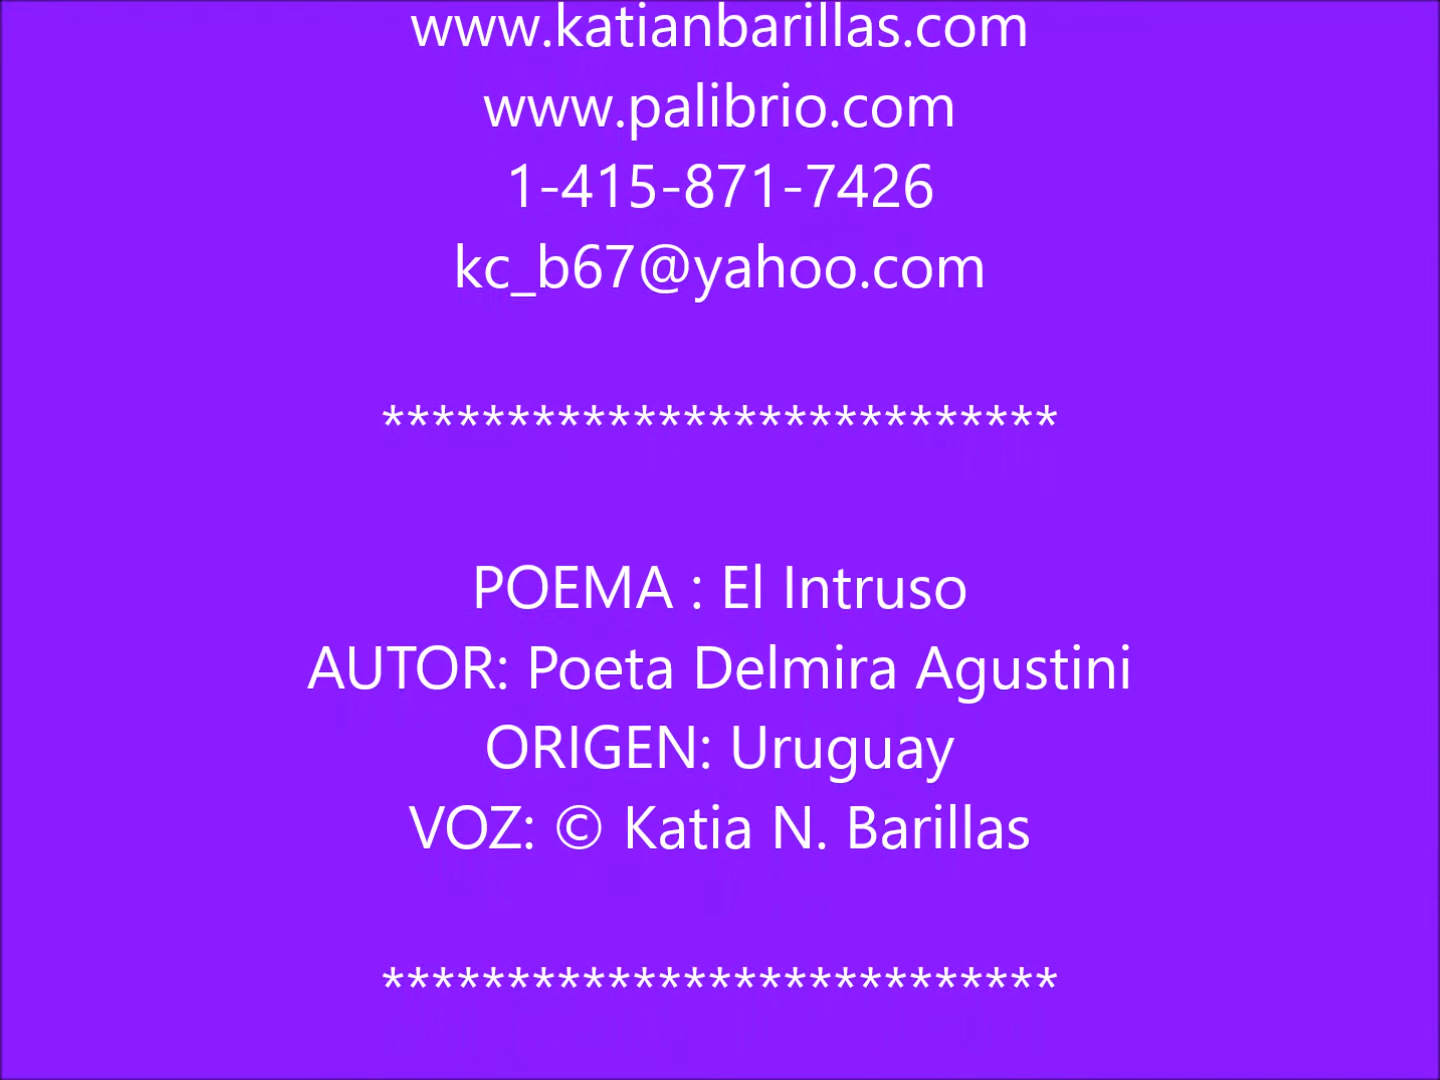 www.katianbarillas.com
www.palibrio.com
1-415-871-7426
kc_b67@yahoo.com
***************************
POEMA : El Intruso
AUTOR: Poeta Delmira Agustini
ORIGEN: Uruguay
VOZ: © Katia N. Barillas
***************************